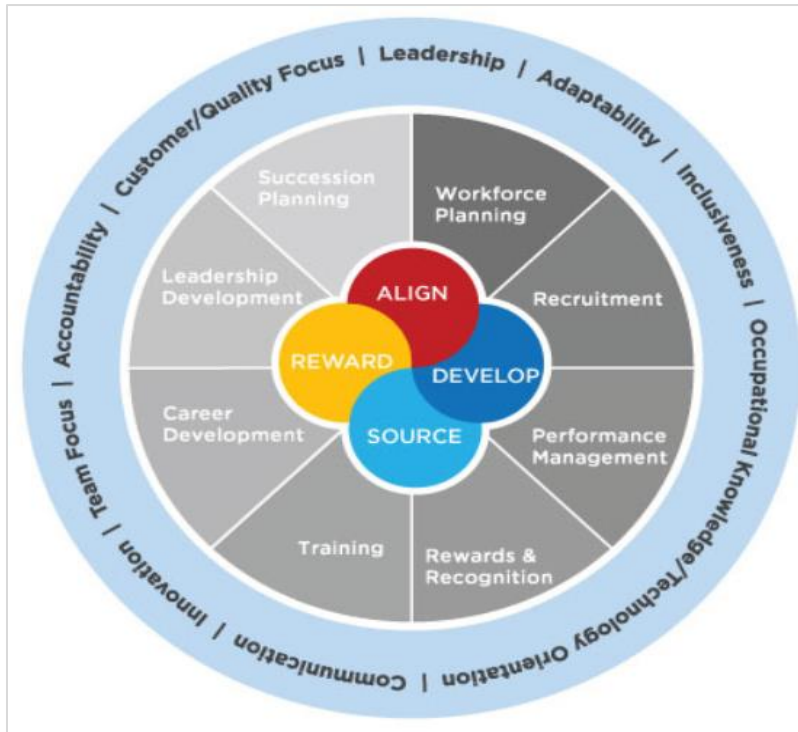 Leadership | Adaptability | Inclusiveness | Occupational Knowledge/Technology Orientation | Communication | Innovation | Team Focus | Accountability | Customer/Quality Focus |
Succession
Planning
Workforce
Planning
Leadership
Development
Recruitment
ALIGN
REWARD
DEVELOP
SOURCE
Career
Development
Performance
Management
Training
Rewards &
Recognition